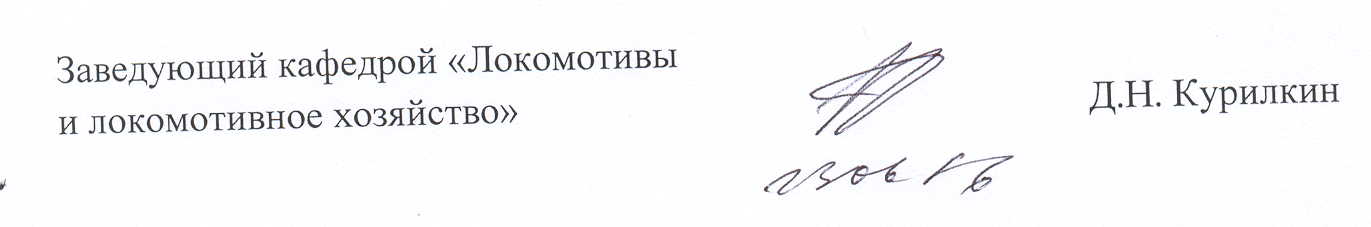 Заведующий кафедрой «Локомотивы
и локомотивное хозяйство»
Д.Н. Курилкин